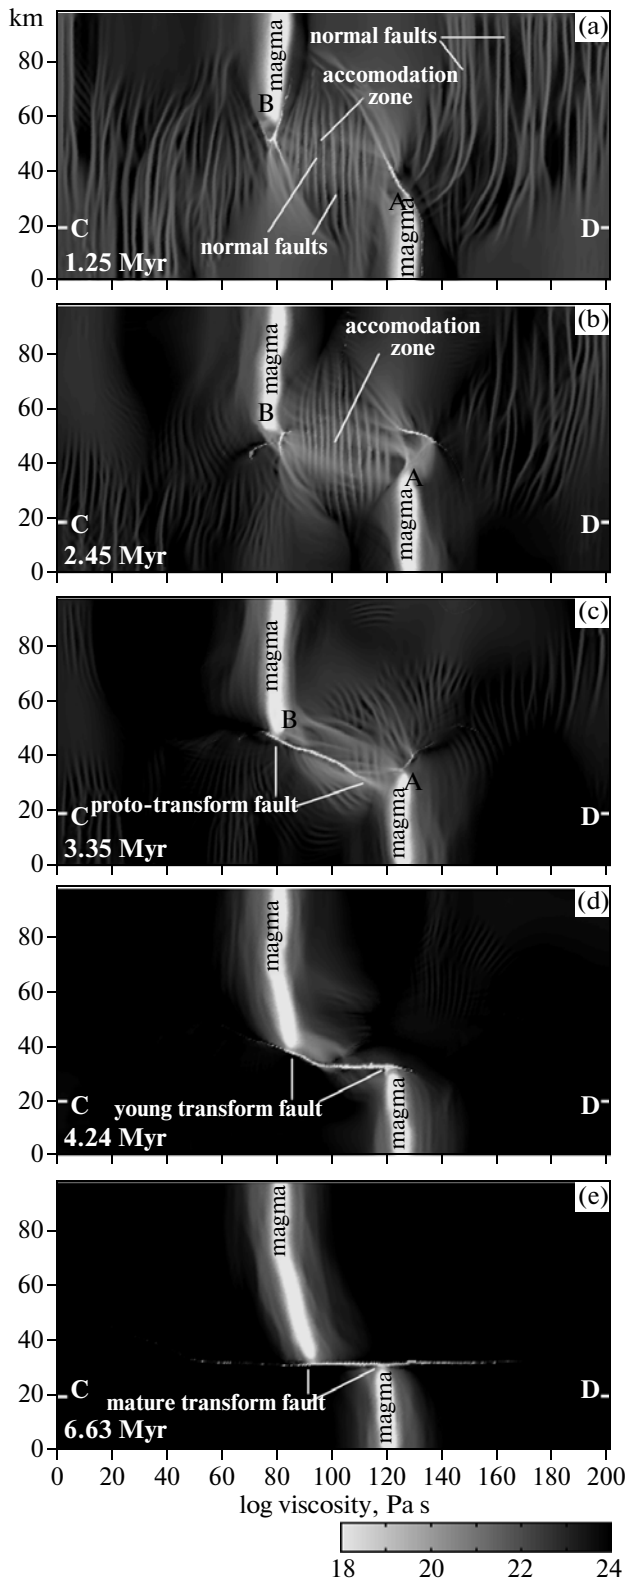 km
(a)
normal faults
magma
accomodation
zone
80
B
60
40
A
20
C
D
magma
normal faults
0
1.25 Myr
(b)
accomodation
zone
magma
80
B
60
40
A
20
C
D
magma
2.45 Myr
0
(c)
magma
80
60
B
40
A
20
C
proto-transform fault
D
magma
3.35 Myr
0
(d)
magma
80
60
40
20
C
young transform fault
D
magma
4.24 Myr
0
(e)
magma
80
60
40
20
C
mature transform fault
D
magma
6.63 Myr
0
0 20 40 60 80 100 120 140 160 180 200
log viscosity, Pa s
18 20 22 24